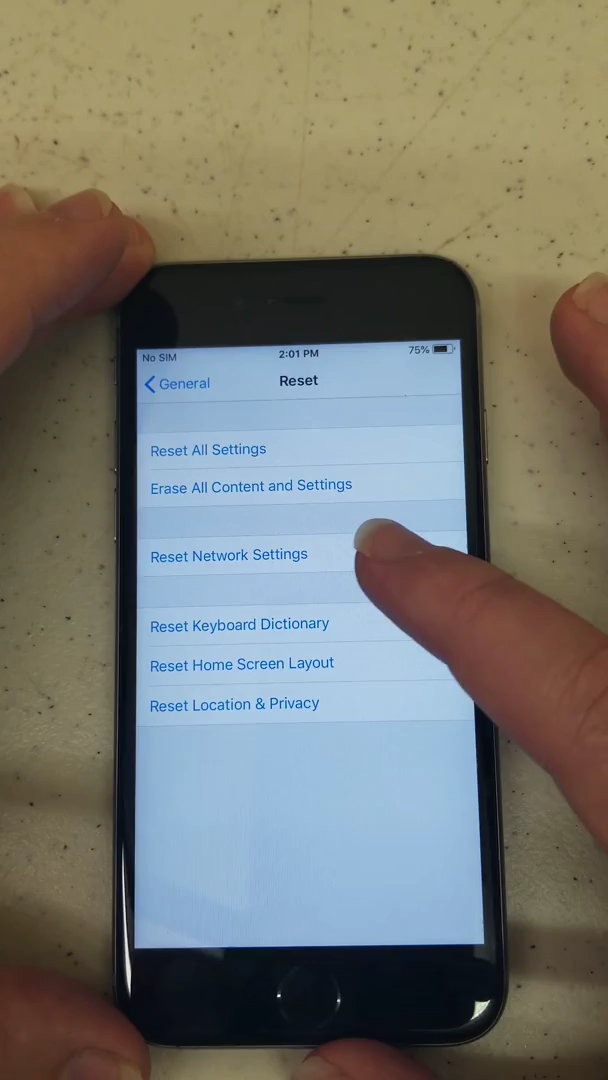 No SIM 2:01 PM 75%
General Reset
Reset All Settings
Erase All Content and Settings
Reset Network Settings
Reset Keyboard Dictionary
Reset Home Screen Layout
Reset Location & Privacy